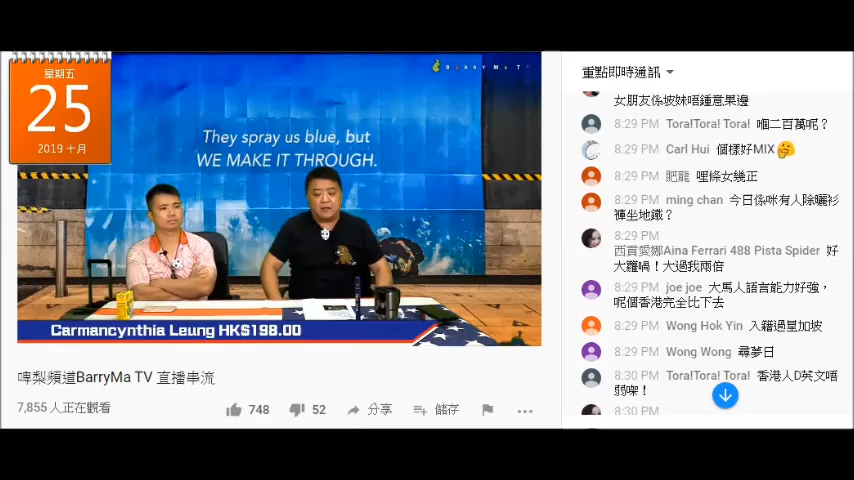 星期五
25
2019 十月
BARRY MA TV
They spray us blue, but
WE MAKE IT THROUGH.
Carmancynthia Leung HK$198.00
啤梨頻道BarryMa TV 直播串流
7,855 人正在觀看
748
52
分享
儲存
重點即時通訊
女朋友係坡妹唔鍾意果邊
8:29 PM Tora!Tora! Tora! 嗰二百萬呢？
8:29 PM Carl Hui 個樣好MIX🤔
8:29 PM 肥龍 哩條女幾正
8:29 PM ming chan 今日係咪有人除曬衫
褲坐地鐵？
8:29 PM
西貢愛娜Aina Ferrari 488 Pista Spider 好
大蘿喎！大過我兩倍
8:29 PM joe joe 大馬人語言能力好強，
呢個香港完全比下去
8:29 PM Wong Hok Yin 入籍過星加坡
8:29 PM Wong Wong 尋夢日
8:30 PM Tora!Tora! Tora! 香港人D英文唔
弱㗎！
8:30 PM